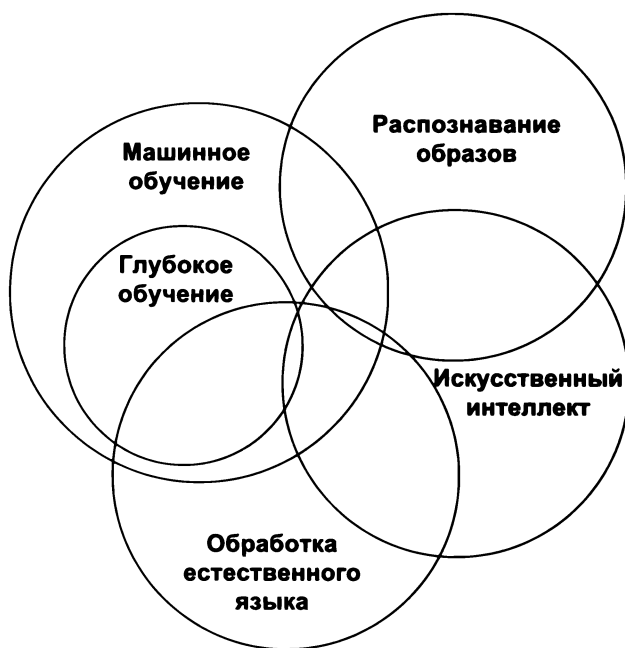 Распознавание
образов
Машинное
обучение
Глубокое
обучение
Искусственный
интеллект
Обработка
естественного
языка